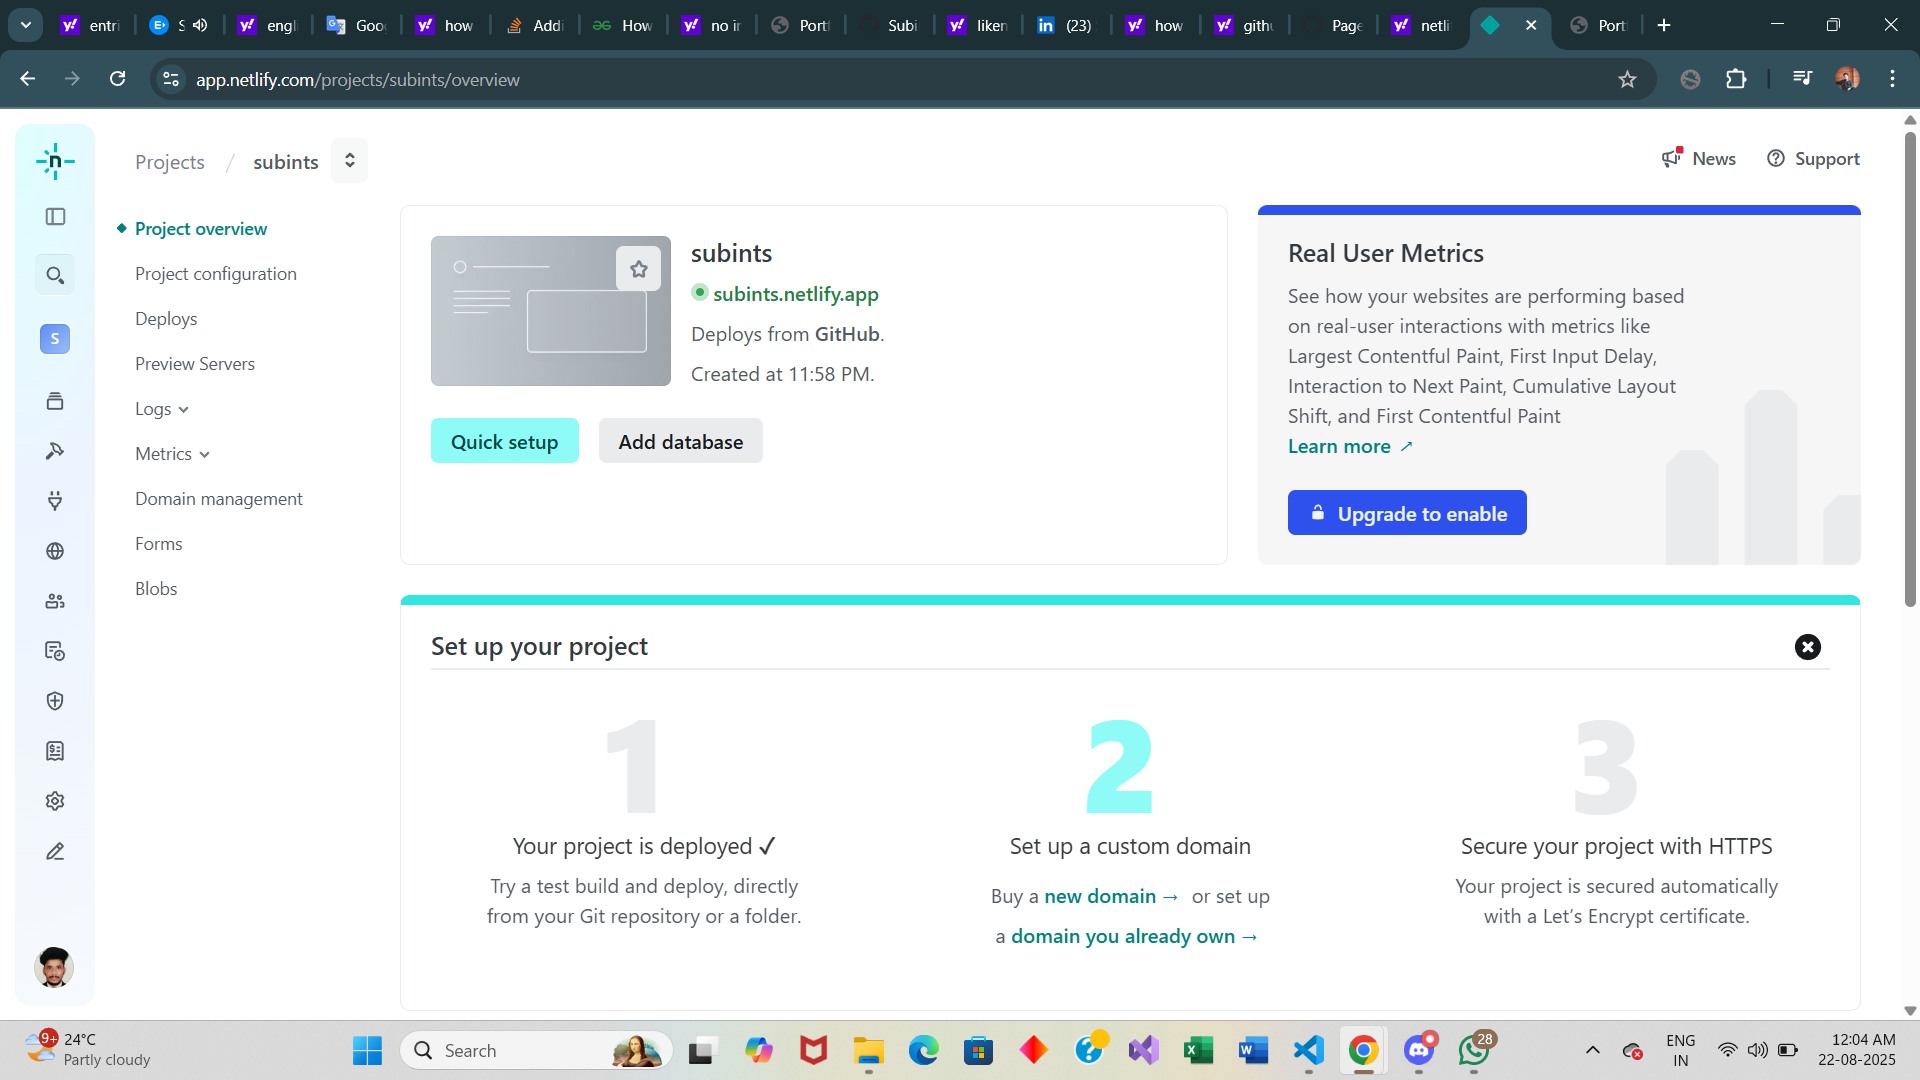 entri
S
engli
Goo
how
Addi
How
no ir
Portf
Subi
liken
(23)
how
gith
Page
netli
Portf
app.netlify.com/projects/subints/overview
Projects / subints
News
Support
Project overview
Project configuration
Deploys
Preview Servers
Logs
Metrics
Domain management
Forms
Blobs
n
S
subints
subints.netlify.app
Deploys from GitHub.
Created at 11:58 PM.
Quick setup
Add database
Real User Metrics
See how your websites are performing based
on real-user interactions with metrics like
Largest Contentful Paint, First Input Delay,
Interaction to Next Paint, Cumulative Layout
Shift, and First Contentful Paint
Learn more ↗
Upgrade to enable
Set up your project
1
Your project is deployed ✓
Try a test build and deploy, directly
from your Git repository or a folder.
2
Set up a custom domain
Buy a new domain → or set up
a domain you already own →
3
Secure your project with HTTPS
Your project is secured automatically
with a Let’s Encrypt certificate.
9+
24°C
Partly cloudy
Search
28
ENG
IN
12:04 AM
22-08-2025